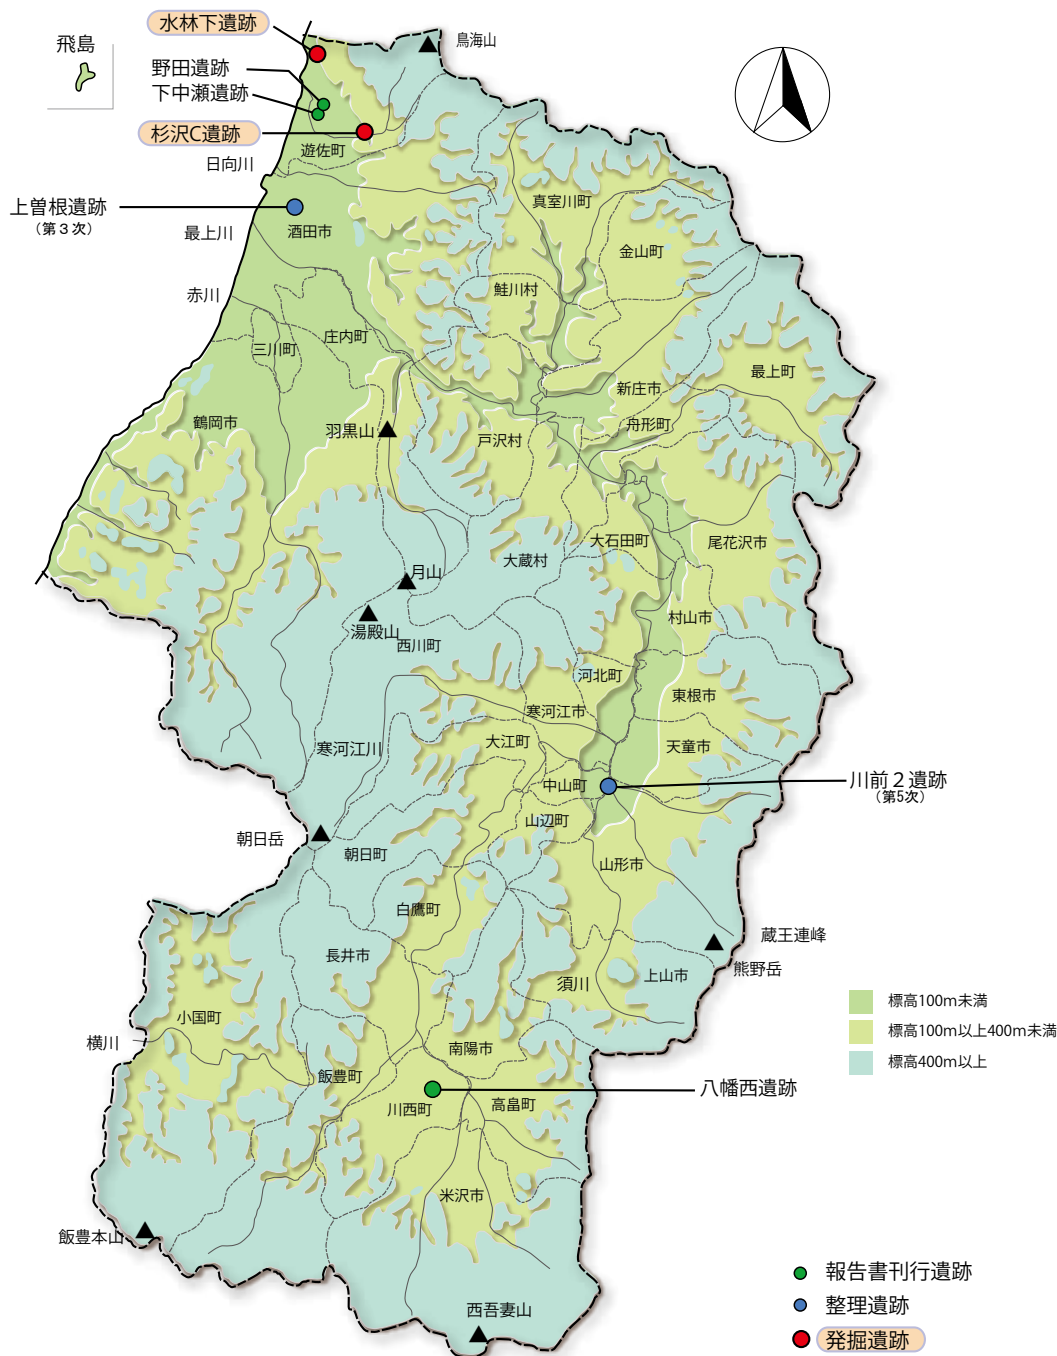 水林下遺跡
飛島
鳥海山
野田遺跡
下中瀬遺跡
杉沢C遺跡
遊佐町
日向川
上曽根遺跡
（第３次）
酒田市
最上川
真室川町
金山町
鮭川村
赤川
庄内町
三川町
最上町
新庄市
鶴岡市
羽黒山
戸沢村
舟形町
大石田町
尾花沢市
大蔵村
月山
村山市
湯殿山
西川町
河北町
東根市
寒河江市
大江町
天童市
寒河江川
中山町
川前２遺跡
（第5次）
山辺町
朝日岳
朝日町
山形市
白鷹町
蔵王連峰
長井市
熊野岳
上山市
須川
標高100m未満
小国町
標高100m以上400m未満
横川
南陽市
標高400m以上
飯豊町
八幡西遺跡
川西町
高畠町
米沢市
飯豊本山
報告書刊行遺跡
整理遺跡
西吾妻山
発掘遺跡